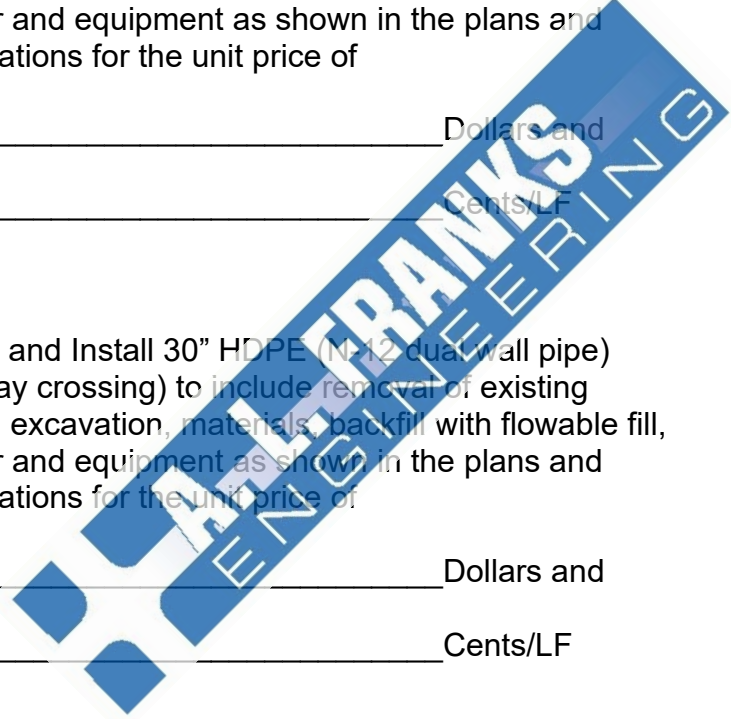 r and equipment as shown in the plans and
ations for the unit price of
Dollars and
Cents/LF
and Install 30” HDPE (N-12 dual wall pipe)
ay crossing) to include removal of existing
excavation, materials, backfill with flowable fill,
r and equipment as shown in the plans and
ations for the unit price of
Dollars and
Cents/LF
A.L. FRANKS
ENGINEERING